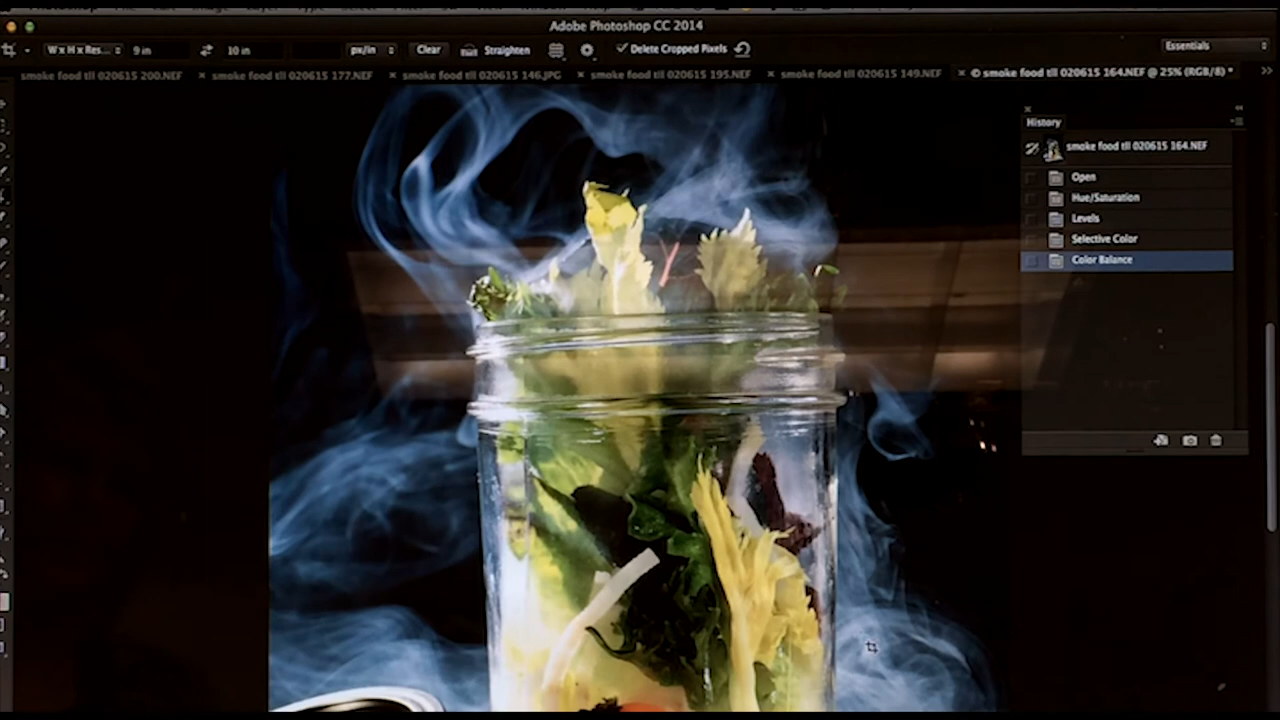 Adobe Photoshop CC 2014
W x H x Res... 9 in 10 in px/in Clear Straighten Delete Cropped Pixels Essentials
smoke food tll 020615 200.NEF × smoke food tll 020615 177.NEF × smoke food tll 020615 146.JPG × smoke food tll 020615 195.NEF × smoke food tll 020615 149.NEF × © smoke food tll 020615 164.NEF @ 25% (RGB/8) *
History
smoke food tll 020615 164.NEF
Open
Hue/Saturation
Levels
Selective Color
Color Balance